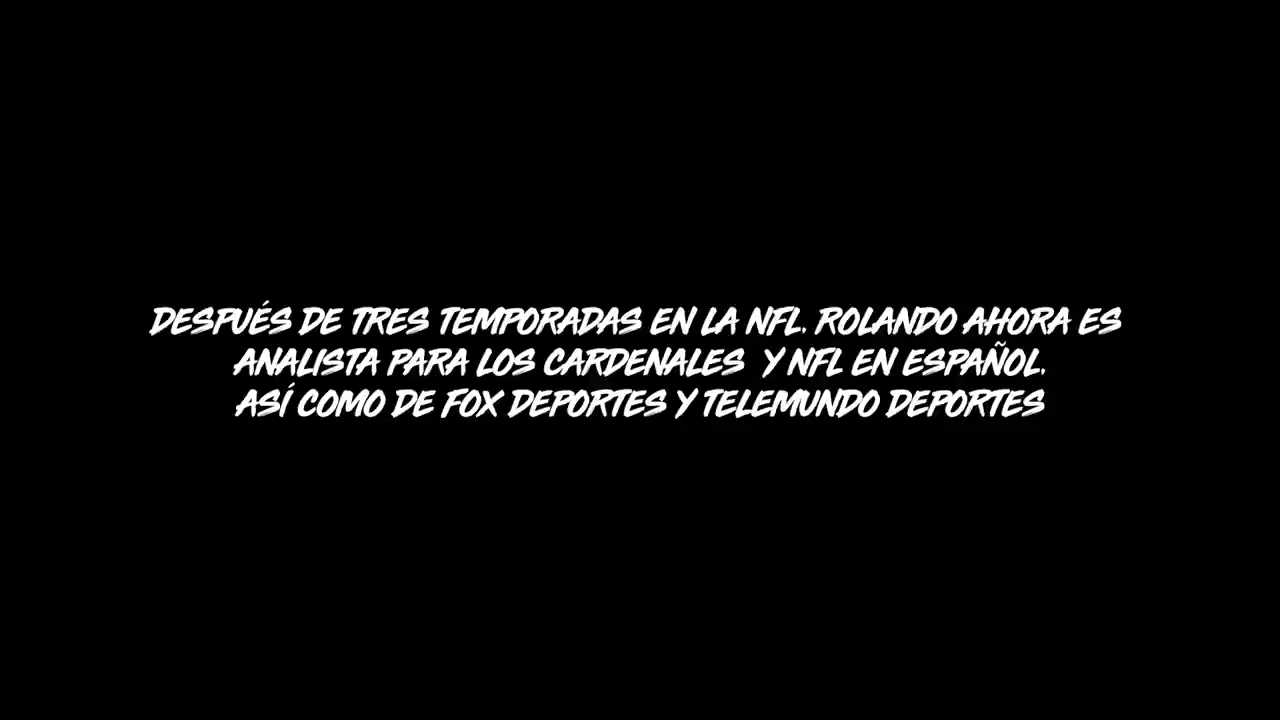 DESPUÉS DE TRES TEMPORADAS EN LA NFL, ROLANDO AHORA ES
ANALISTA PARA LOS CARDENALES Y NFL EN ESPAÑOL,
ASÍ COMO DE FOX DEPORTES Y TELEMUNDO DEPORTES